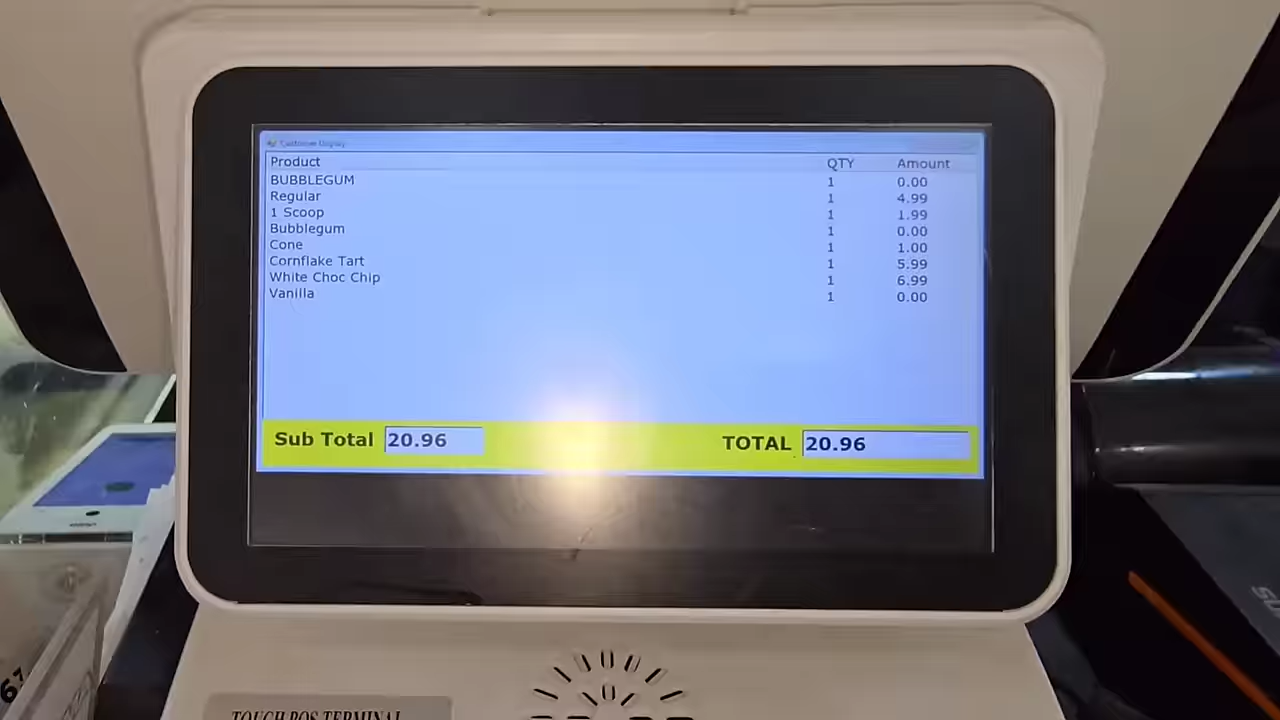 Customer Display
Product QTY Amount
BUBBLEGUM 1 0.00
Regular 1 4.99
1 Scoop 1 1.99
Bubblegum 1 0.00
Cone 1 1.00
Cornflake Tart 1 5.99
White Choc Chip 1 6.99
Vanilla 1 0.00
Sub Total 20.96 TOTAL 20.96
TOUCH POS TERMINAL